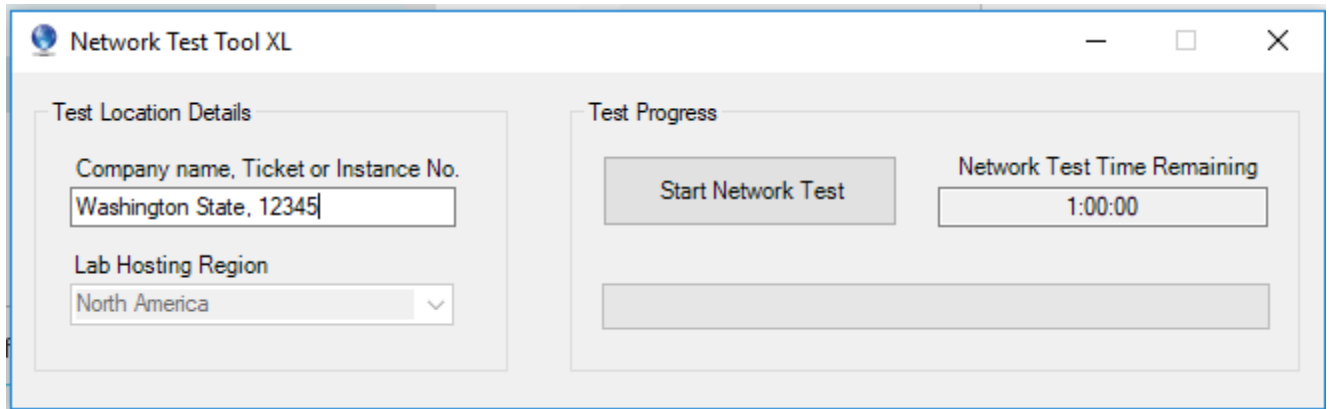 Network Test Tool XL
Test Location Details
Company name, Ticket or Instance No.
Washington State, 12345
Lab Hosting Region
North America
Test Progress
Start Network Test
Network Test Time Remaining
1:00:00